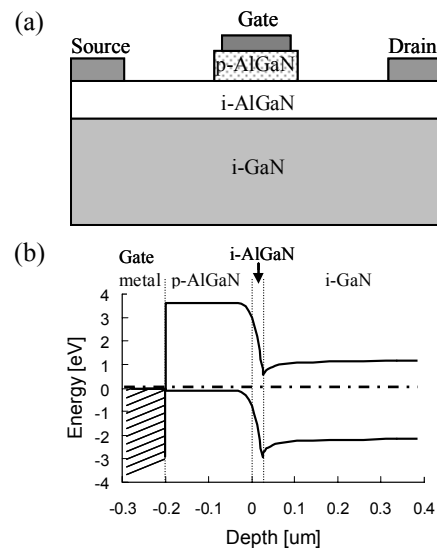 (a)
Gate
Source
Drain
p-AlGaN
i-AlGaN
i-GaN
(b)
i-AlGaN
Gate
metal
p-AlGaN
i-GaN
Energy [eV]
4
3
2
1
0
-1
-2
-3
-4
-0.3 -0.2 -0.1 0 0.1 0.2 0.3 0.4
Depth [um]